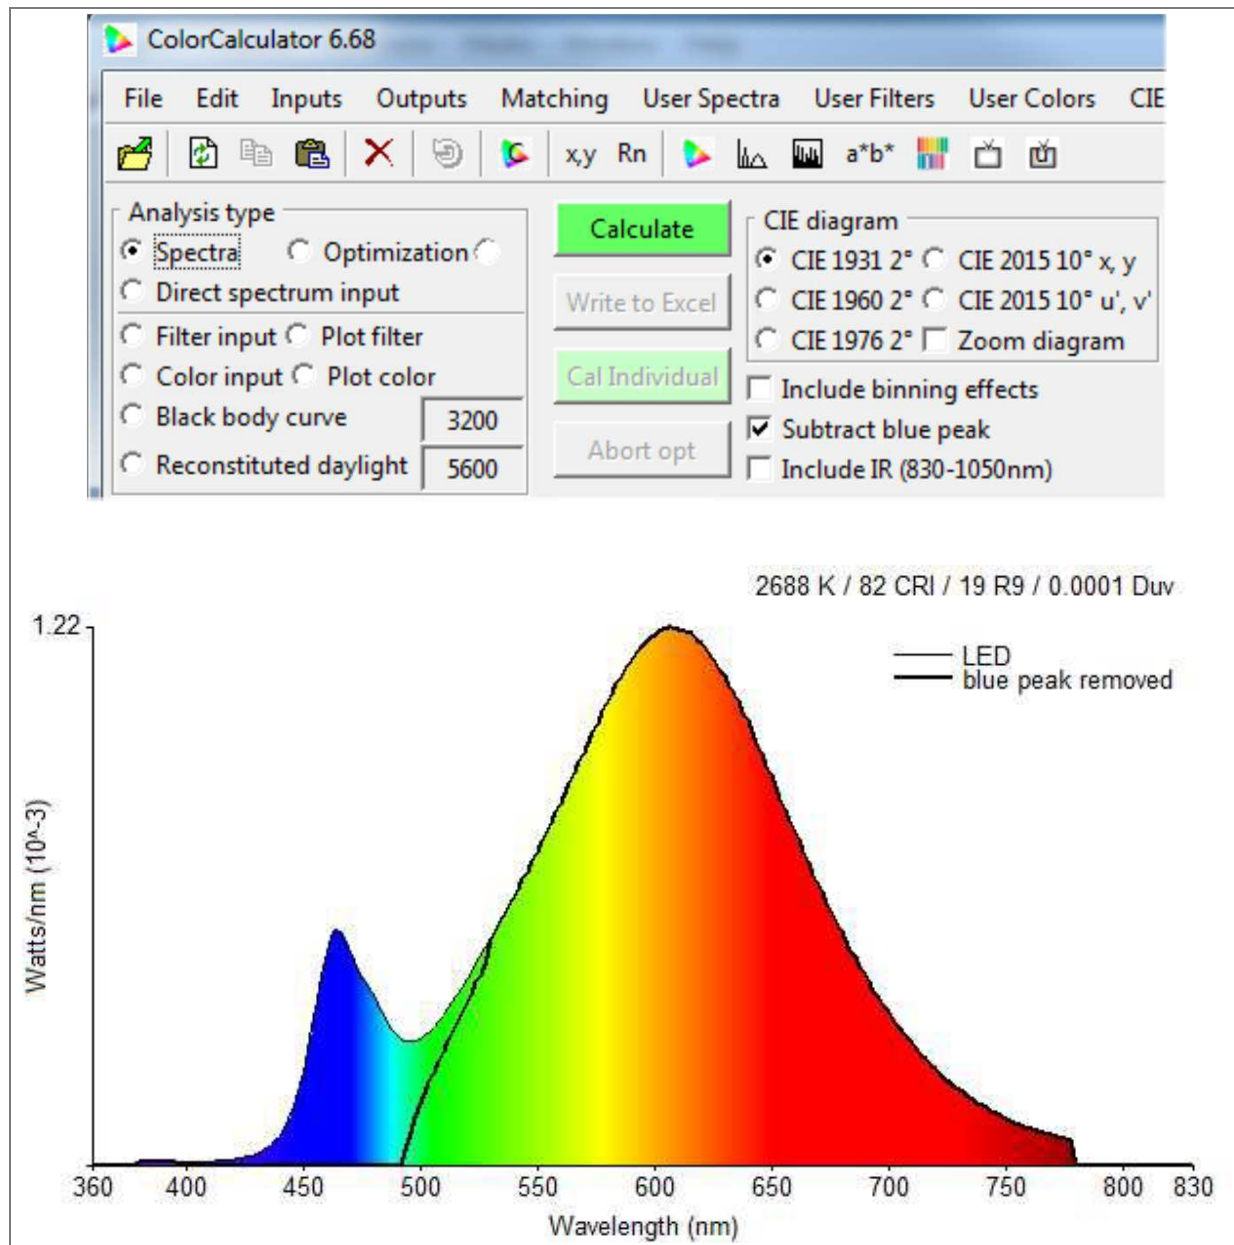 ColorCalculator 6.68
File Edit Inputs Outputs Matching User Spectra User Filters User Colors CIE
x,y Rn a*b*
Analysis type
Spectra Optimization
Direct spectrum input
Filter input Plot filter
Color input Plot color
Black body curve 3200
Reconstituted daylight 5600
Calculate
Write to Excel
Cal Individual
Abort opt
CIE diagram
CIE 1931 2° CIE 2015 10° x, y
CIE 1960 2° CIE 2015 10° u', v'
CIE 1976 2° Zoom diagram
Include binning effects
Subtract blue peak
Include IR (830-1050nm)
2688 K / 82 CRI / 19 R9 / 0.0001 Duv
1.22
LED
blue peak removed
Watts/nm (10^-3)
360 400 450 500 550 600 650 700 750 800 830
Wavelength (nm)